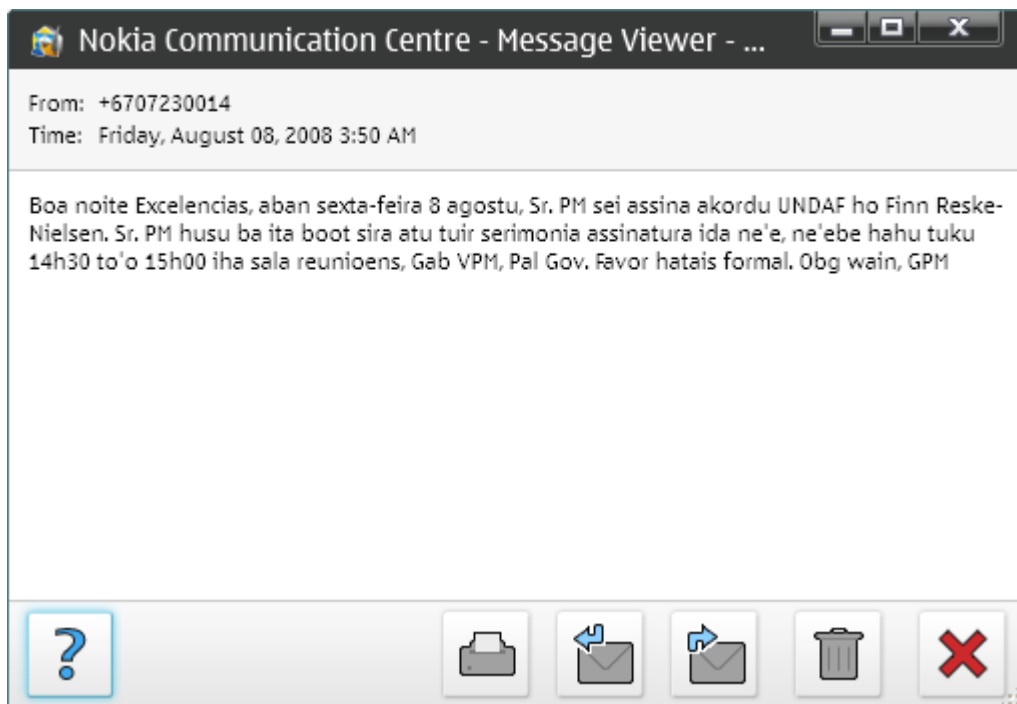 Nokia Communication Centre - Message Viewer - ...
From: +6707230014
Time: Friday, August 08, 2008 3:50 AM
Boa noite Excelencias, aban sexta-feira 8 agostu, Sr. PM sei assina akordu UNDAF ho Finn Reske-
Nielsen. Sr. PM husu ba ita boot sira atu tuir serimonia assinatura ida ne'e, ne'ebe hahu tuku
14h30 to'o 15h00 iha sala reunioens, Gab VPM, Pal Gov. Favor hatais formal. Obg wain, GPM